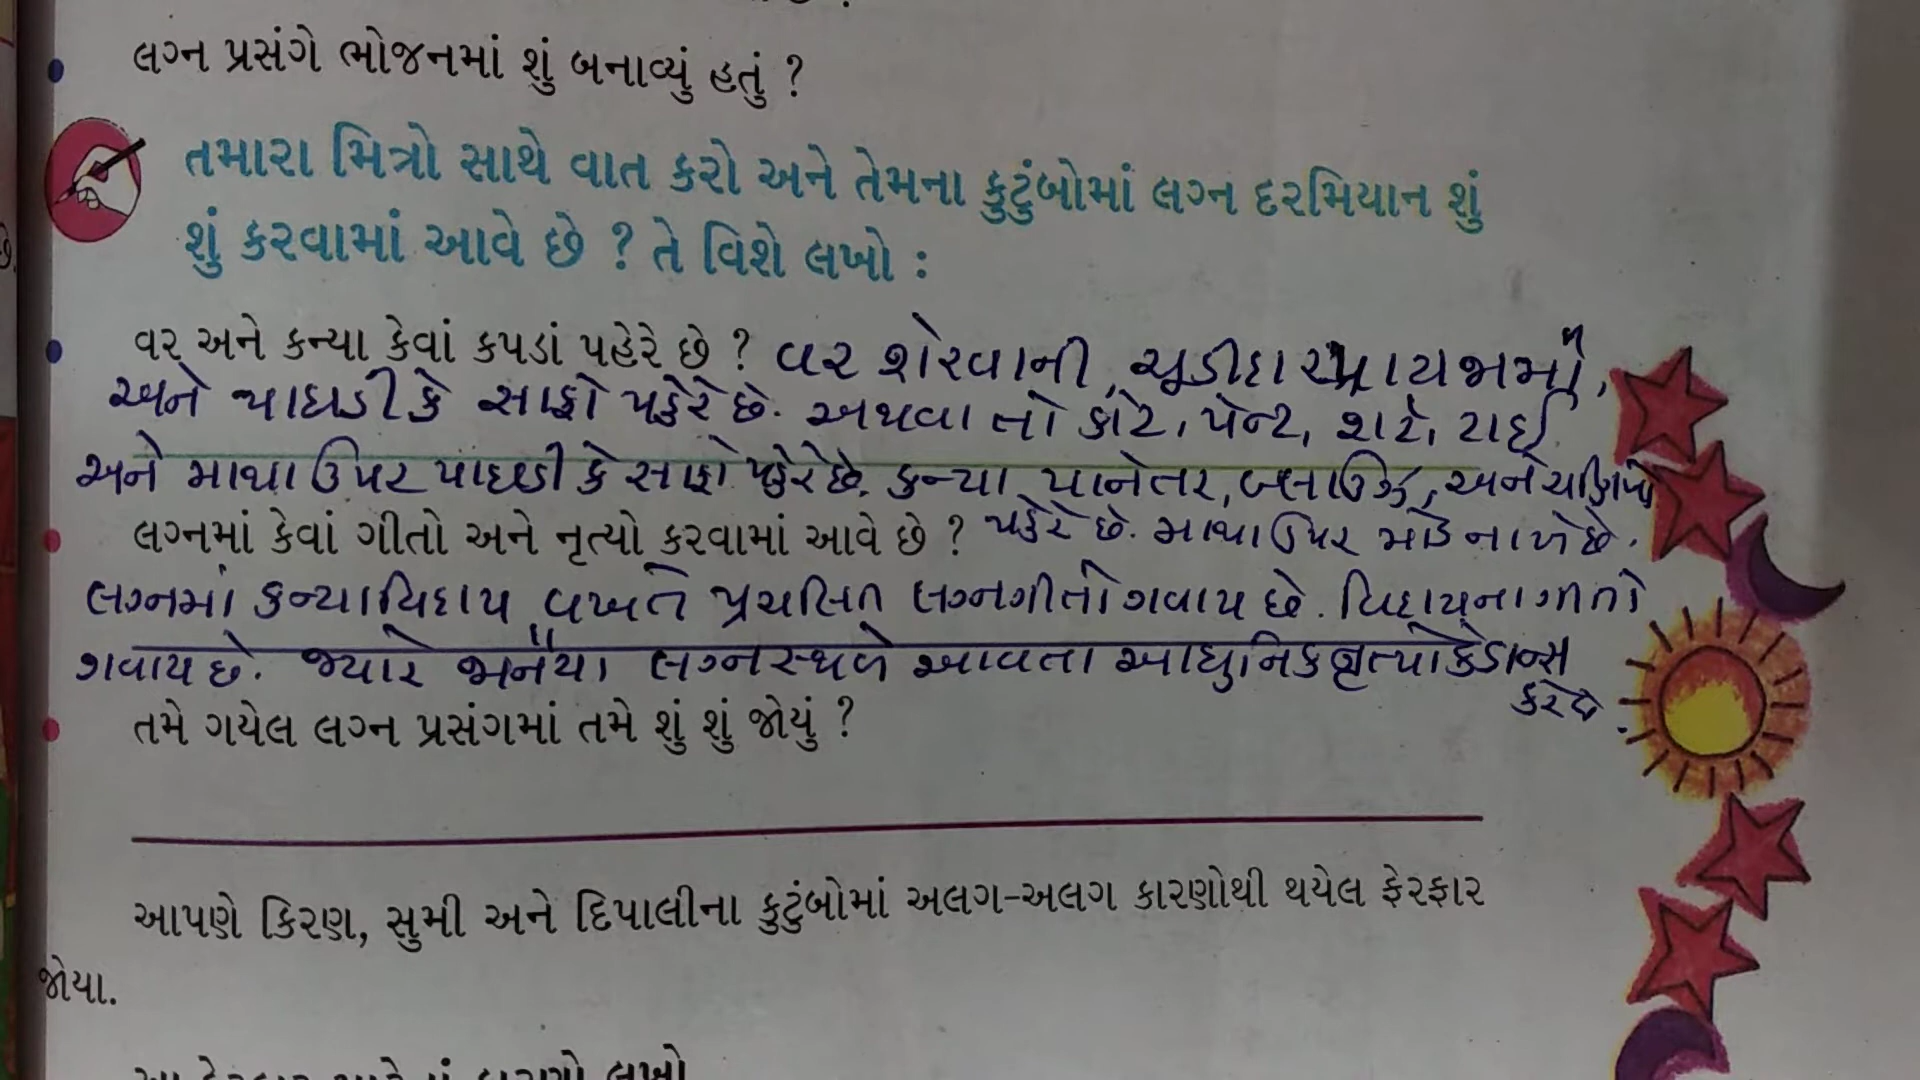 લગ્ન પ્રસંગે ભોજનમાં શું બનાવ્યું હતું ?
તમારા મિત્રો સાથે વાત કરો અને તેમના કુટુંબોમાં લગ્ન દરમિયાન શું
શું કરવામાં આવે છે ? તે વિશે લખો :
વર અને કન્યા કેવાં કપડાં પહેરે છે ? વર શેરવાની, ચૂડીદાર
અને પાઘડી કે સાફો પહેરે છે. અથવા તો કોટ, પેન્ટ, શર્ટ, ટાઈ
અને માથા ઉપર પાઘડી કે સાફો પહેરે છે. કન્યા પાનેતર, બ્લાઉઝ, અને ચણિયો
લગ્નમાં કેવાં ગીતો અને નૃત્યો કરવામાં આવે છે ? પહેરે છે. માથા ઉપર મોડ નાખે છે.
લગ્નમાં કન્યાવિદાય વખતે પ્રચલિત લગ્નગીતો ગવાય છે. વિદાયના ગીતો
ગવાય છે. જ્યારે જાનૈયા લગ્નસ્થળે આવતા આધુનિક નૃત્યો કે ડાન્સ
કરે છે.
તમે ગયેલ લગ્ન પ્રસંગમાં તમે શું શું જોયું ?
આપણે કિરણ, સુમી અને દિપાલીના કુટુંબોમાં અલગ-અલગ કારણોથી થયેલ ફેરફાર
જોયા.